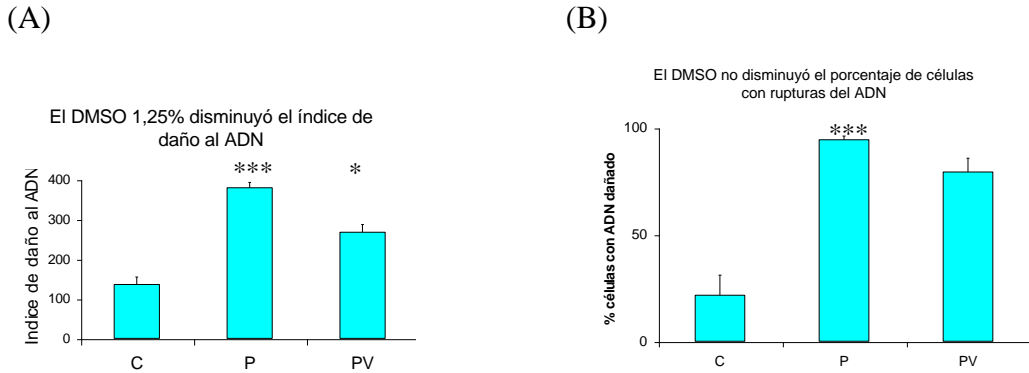 (A)
El DMSO 1,25% disminuyó el índice de
daño al ADN
Indice de daño al ADN
400
300
200
100
0
***
*
C P PV
(B)
El DMSO no disminuyó el porcentaje de células
con rupturas del ADN
% células con ADN dañado
100
50
0
***
C P PV